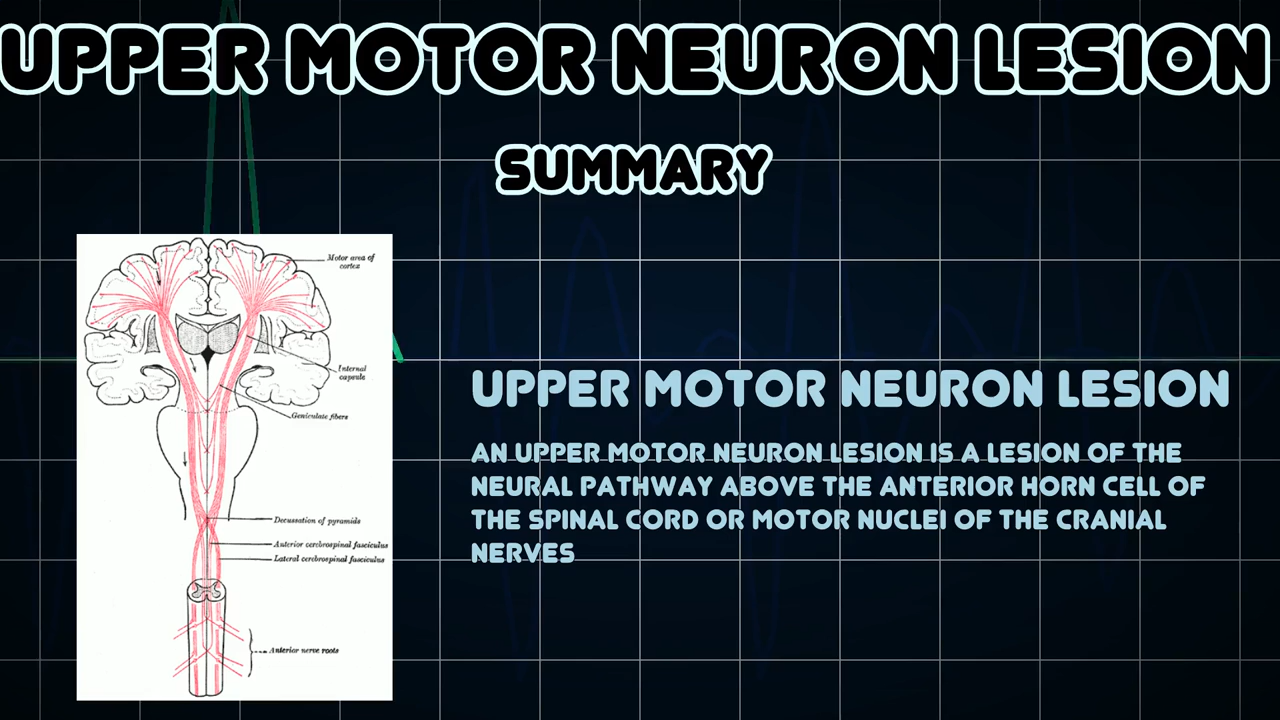 UPPER MOTOR NEURON LESION
SUMMARY
Motor area of
cortex
Internal
capsule
Geniculate fibers
Decussation of pyramids
Anterior cerebrospinal fasciculus
Lateral cerebrospinal fasciculus
Anterior nerve roots
UPPER MOTOR NEURON LESION
AN UPPER MOTOR NEURON LESION IS A LESION OF THE
NEURAL PATHWAY ABOVE THE ANTERIOR HORN CELL OF
THE SPINAL CORD OR MOTOR NUCLEI OF THE CRANIAL
NERVES